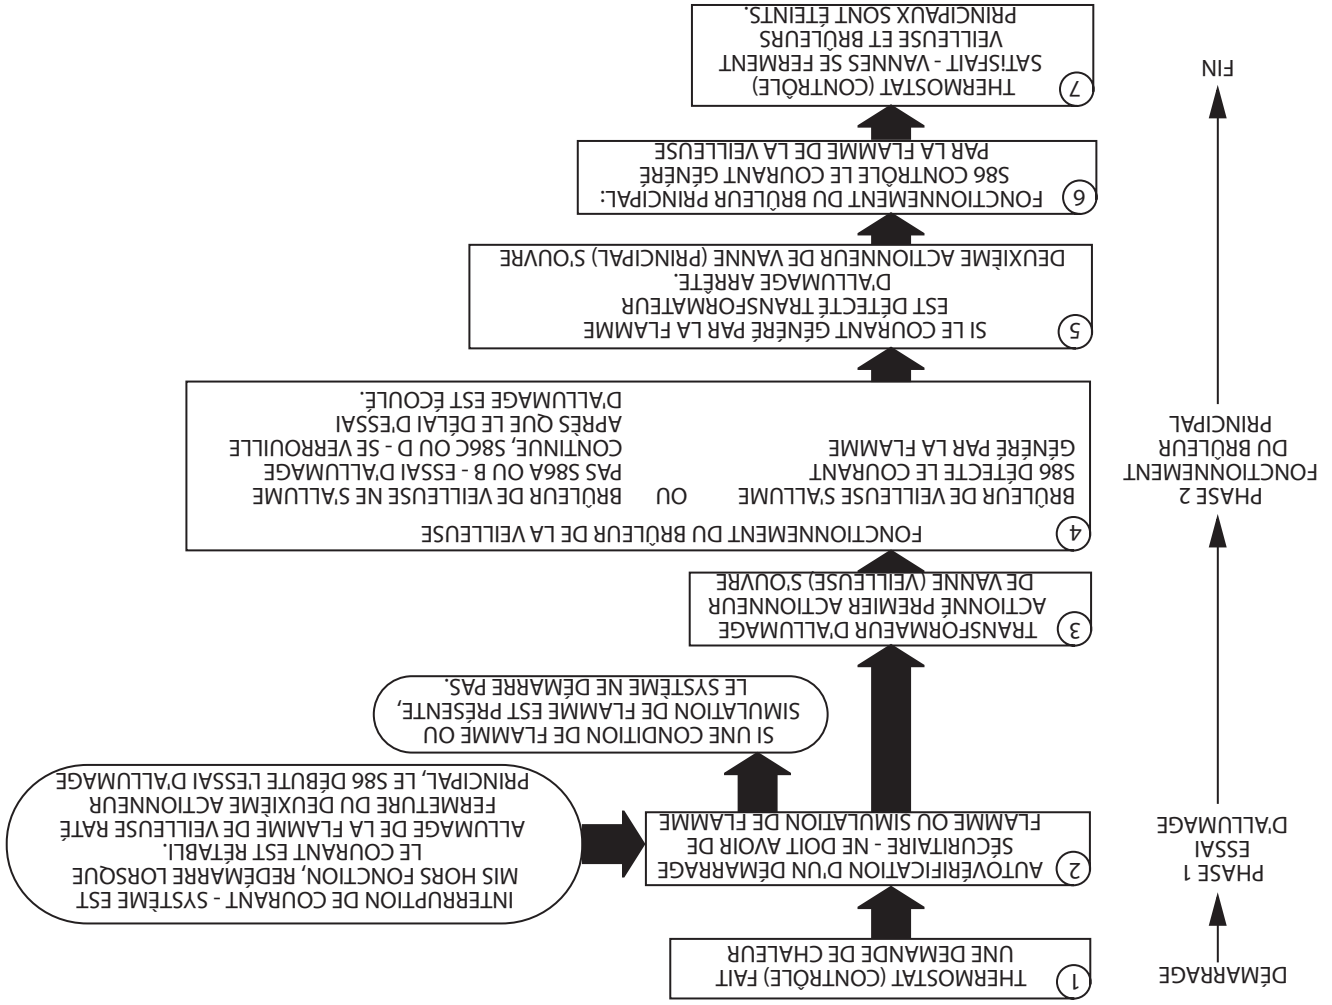 DÉMARRAGE
PHASE 1
ESSAI
D'ALLUMAGE
PHASE 2
FONCTIONNEMENT
DU BRÛLEUR
PRINCIPAL
FIN
1
THERMOSTAT (CONTRÔLE) FAIT
UNE DEMANDE DE CHALEUR
2
AUTOVÉRIFICATION D'UN DÉMARRAGE
SÉCURITAIRE - NE DOIT AVOIR DE
FLAMME OU SIMULATION DE FLAMME
INTERRUPTION DE COURANT - SYSTÈME EST
MIS HORS FONCTION, REDÉMARRE LORSQUE
LE COURANT EST RÉTABLI.
ALLUMAGE DE LA FLAMME DE VEILLEUSE RATÉ
FERMETURE DU DEUXIÈME ACTIONNEUR
PRINCIPAL, LE S86 DÉBUTE L'ESSAI D'ALLUMAGE
SI UNE CONDITION DE FLAMME OU
SIMULATION DE FLAMME EST PRÉSENTE,
LE SYSTÈME NE DÉMARRE PAS.
3
TRANSFORMAEUR D'ALLUMAGE
ACTIONNÉ PREMIER ACTIONNEUR
DE VANNE (VEILLEUSE) S'OUVRE
4
FONCTIONNEMENT DU BRÛLEUR DE LA VEILLEUSE
BRÛLEUR DE VEILLEUSE S'ALLUME
S86 DÉTECTE LE COURANT
GÉNÉRÉ PAR LA FLAMME
OU
BRÛLEUR DE VEILLEUSE NE S'ALLUME
PAS S86A OU B - ESSAI D'ALLUMAGE
CONTINUE, S86C OU D - SE VERROUILLE
APRÈS QUE LE DÉLAI D'ESSAI
D'ALLUMAGE EST ÉCOULÉ.
5
SI LE COURANT GÉNÉRÉ PAR LA FLAMME
EST DÉTECTÉ TRANSFORMATEUR
D'ALLUMAGE ARRÊTE.
DEUXIÈME ACTIONNEUR DE VANNE (PRINCIPAL) S'OUVRE
6
FONCTIONNEMENT DU BRÛLEUR PRINCIPAL:
S86 CONTRÔLE LE COURANT GÉNÉRÉ
PAR LA FLAMME DE LA VEILLEUSE
7
THERMOSTAT (CONTRÔLE)
SATISFAIT - VANNES SE FERMENT
VEILLEUSE ET BRÛLEURS
PRINCIPAUX SONT ÉTEINTS.